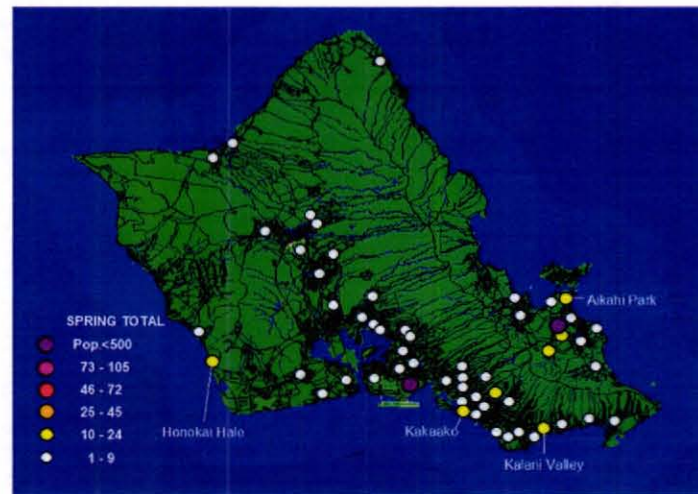 Aikahi Park
SPRING TOTAL
Pop.<500
73 - 105
46 - 72
25 - 45
10 - 24
1 - 9
Honokai Hale
Kakaako
Kalani Valley